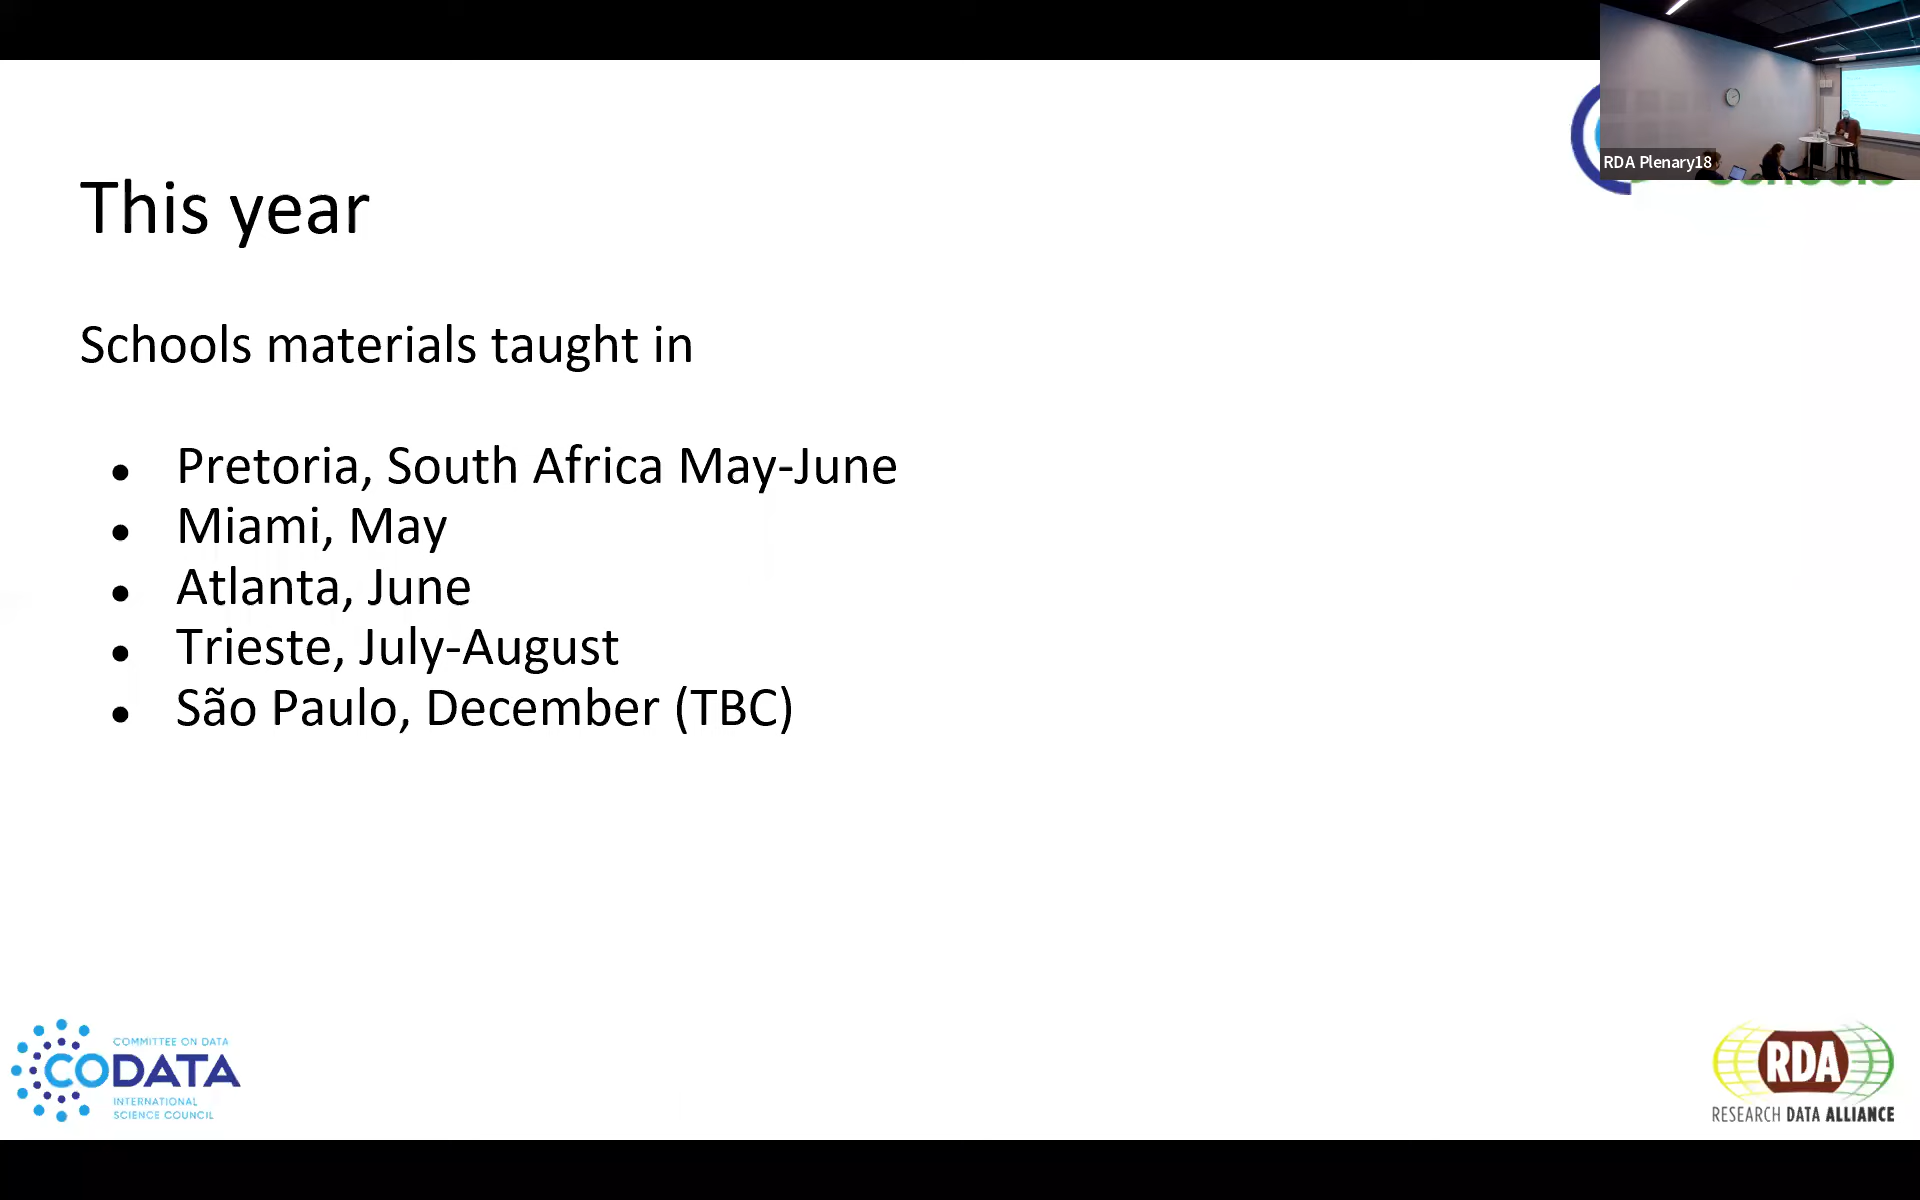 RDA Plenary18
This year
Schools materials taught in
• Pretoria, South Africa May-June
• Miami, May
• Atlanta, June
• Trieste, July-August
• São Paulo, December (TBC)
COMMITTEE ON DATA
CODATA
INTERNATIONAL
SCIENCE COUNCIL
RDA
RESEARCH DATA ALLIANCE